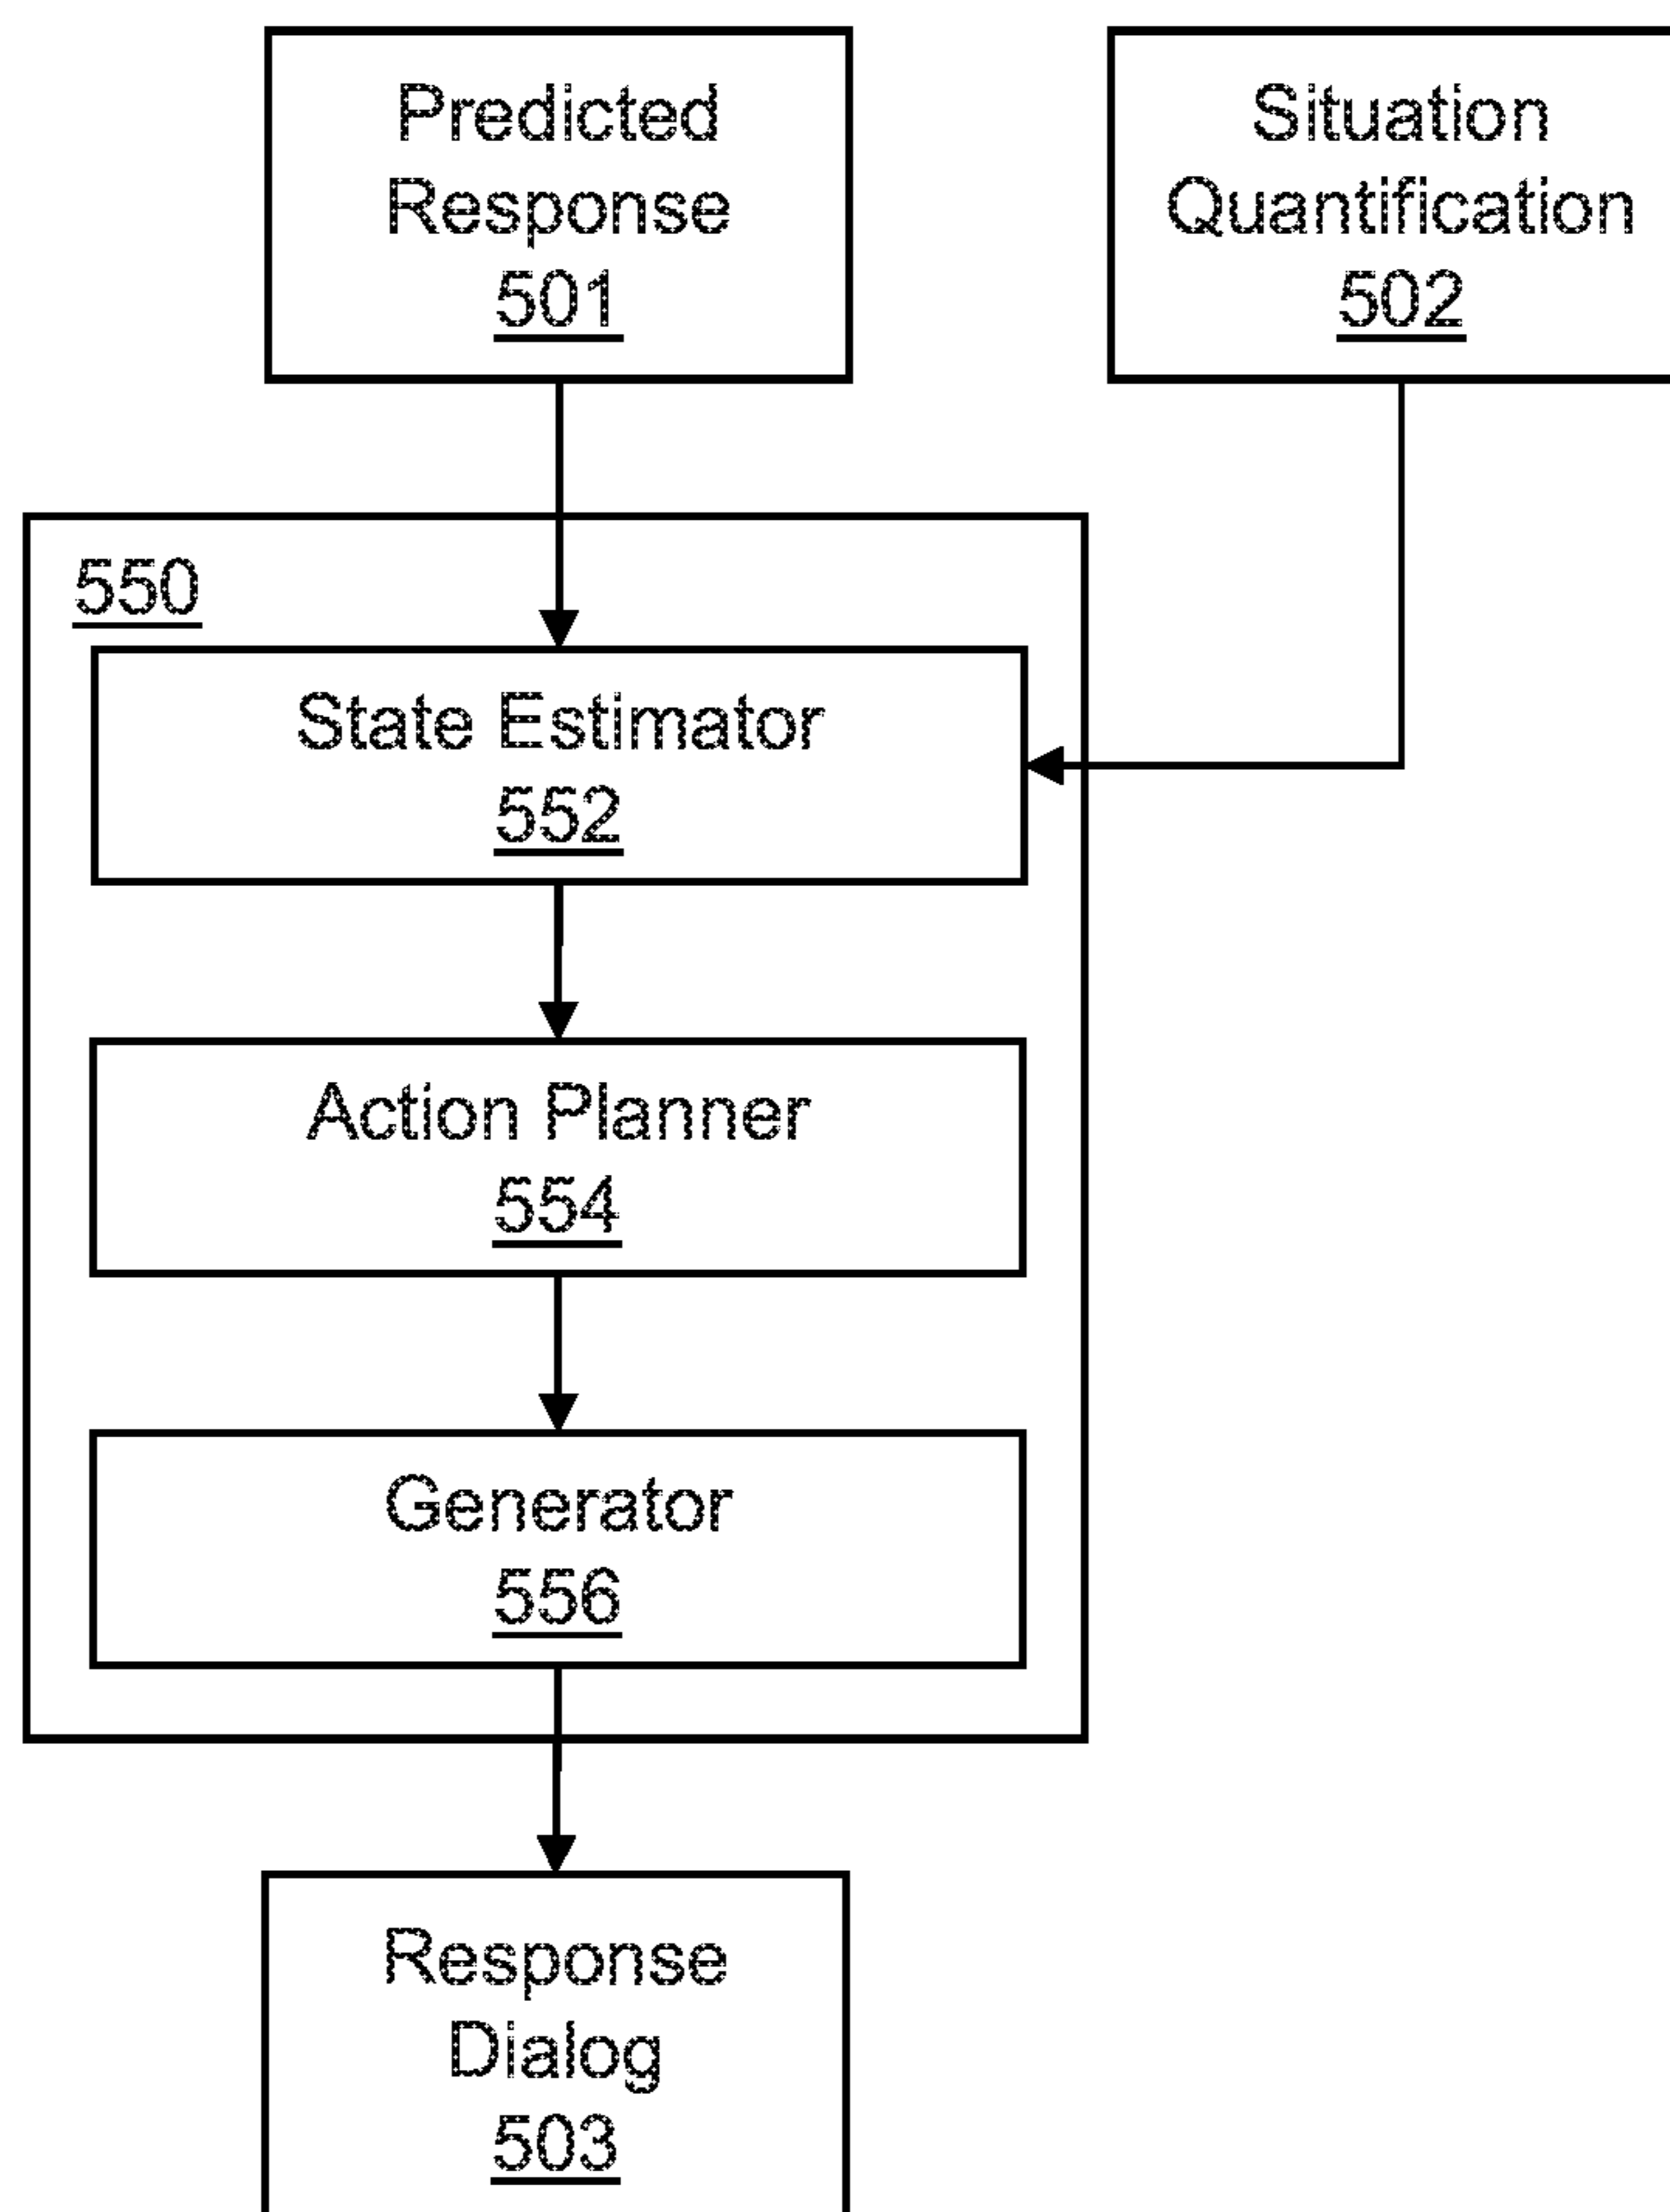 Predicted
Response
501
Situation
Quantification
502
550
State Estimator
552
Action Planner
554
Generator
556
Response
Dialog
503